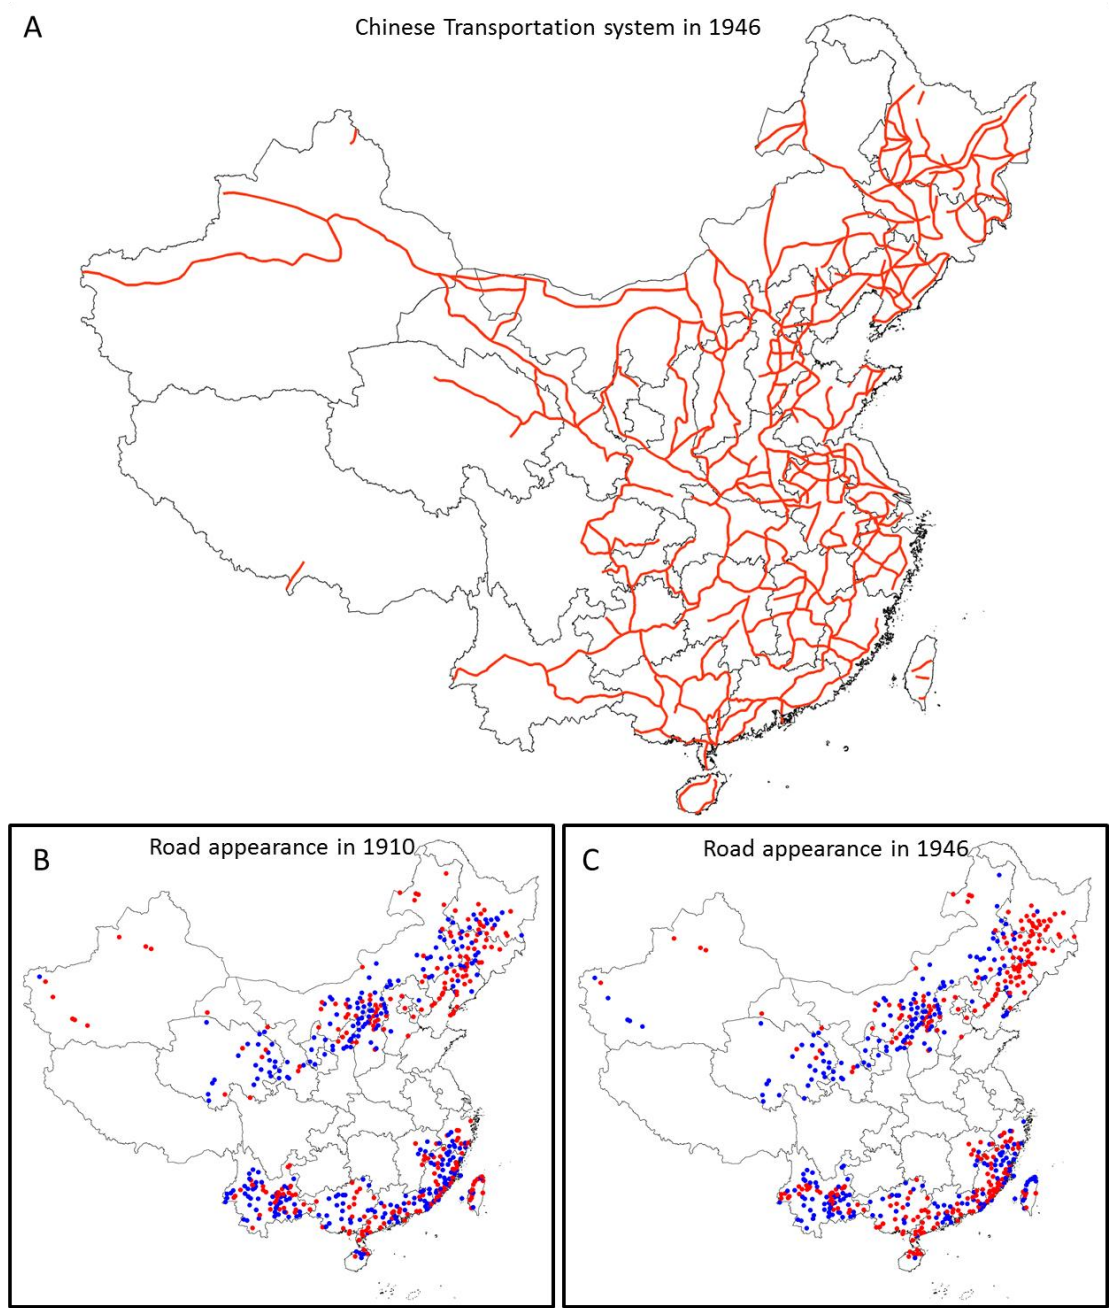 A
Chinese Transportation system in 1946
B
Road appearance in 1910
C
Road appearance in 1946